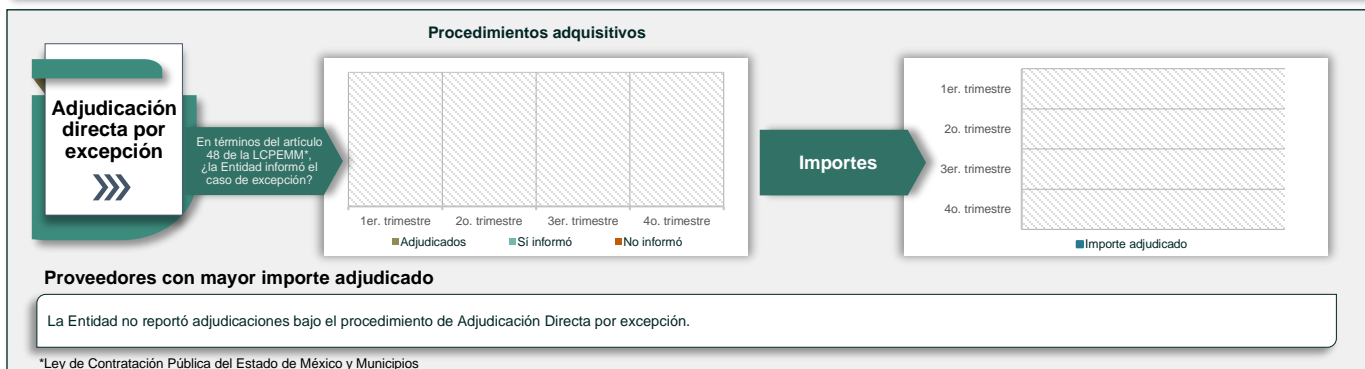 Procedimientos adquisitivos
Adjudicación
directa por
excepción
En términos del artículo
48 de la LCPEMM*,
¿la Entidad informó el
caso de excepción?
1er. trimestre 2o. trimestre 3er. trimestre 4o. trimestre
Adjudicados Sí informó No informó
Importes
1er. trimestre
2o. trimestre
3er. trimestre
4o. trimestre
Importe adjudicado
Proveedores con mayor importe adjudicado
La Entidad no reportó adjudicaciones bajo el procedimiento de Adjudicación Directa por excepción.
*Ley de Contratación Pública del Estado de México y Municipios